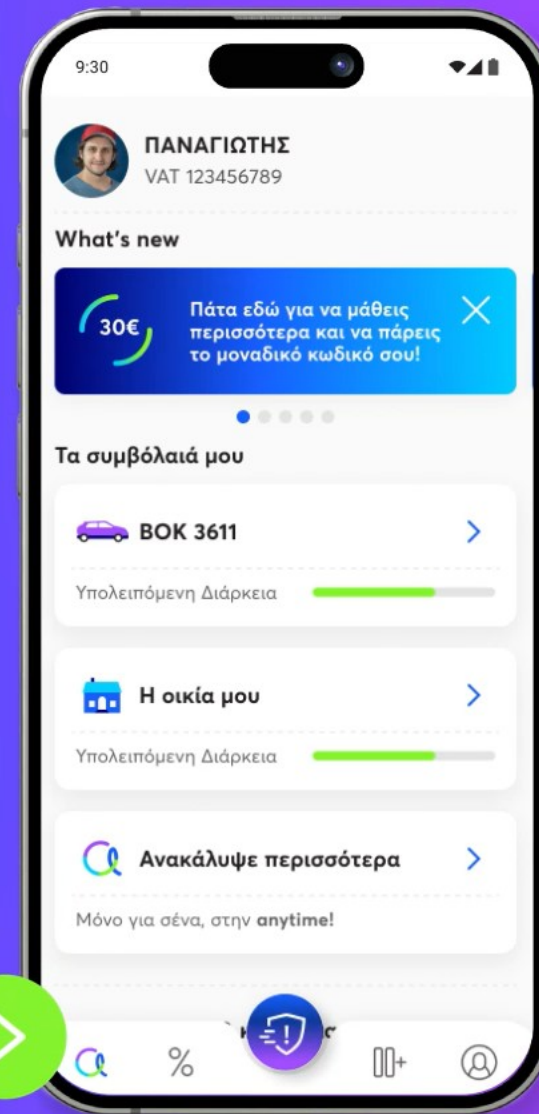 9:30
ΠΑΝΑΓΙΩΤΗΣ
VAT 123456789
What's new
30€
Πάτα εδώ για να μάθεις
περισσότερα και να πάρεις
το μοναδικό κωδικό σου!
Τα συμβόλαιά μου
ΒΟΚ 3611
Υπολειπόμενη Διάρκεια
Η οικία μου
Υπολειπόμενη Διάρκεια
Ανακάλυψε περισσότερα
Μόνο για σένα, στην anytime!
%